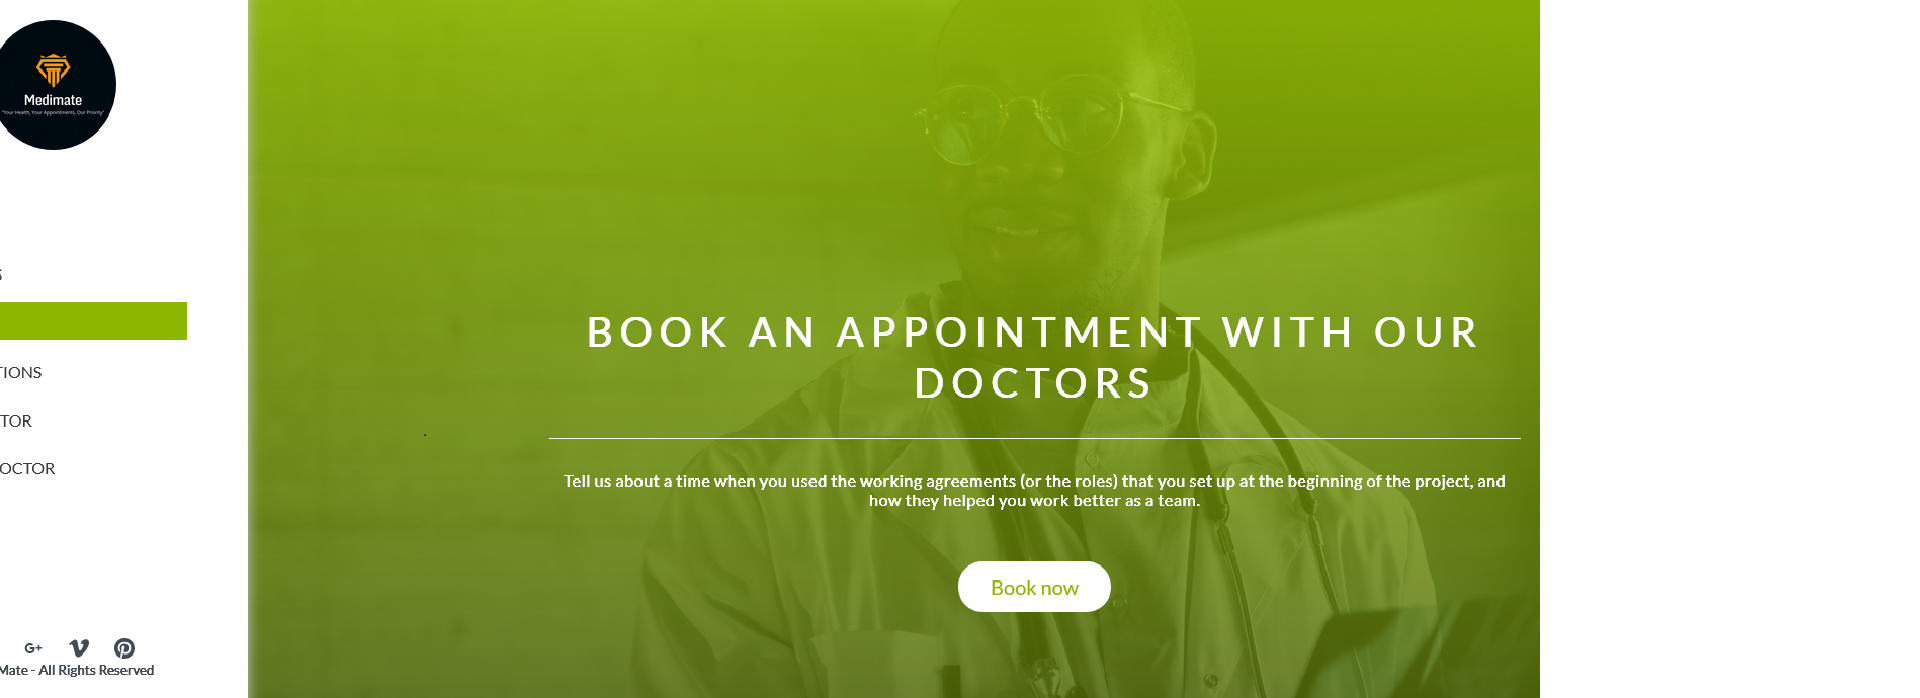 Medimate
"Your Health, Your Appointments, Our Priority"
S
TIONS
TOR
OCTOR
G+
Mate - All Rights Reserved
BOOK AN APPOINTMENT WITH OUR
DOCTORS
Tell us about a time when you used the working agreements (or the roles) that you set up at the beginning of the project, and
how they helped you work better as a team.
Book now